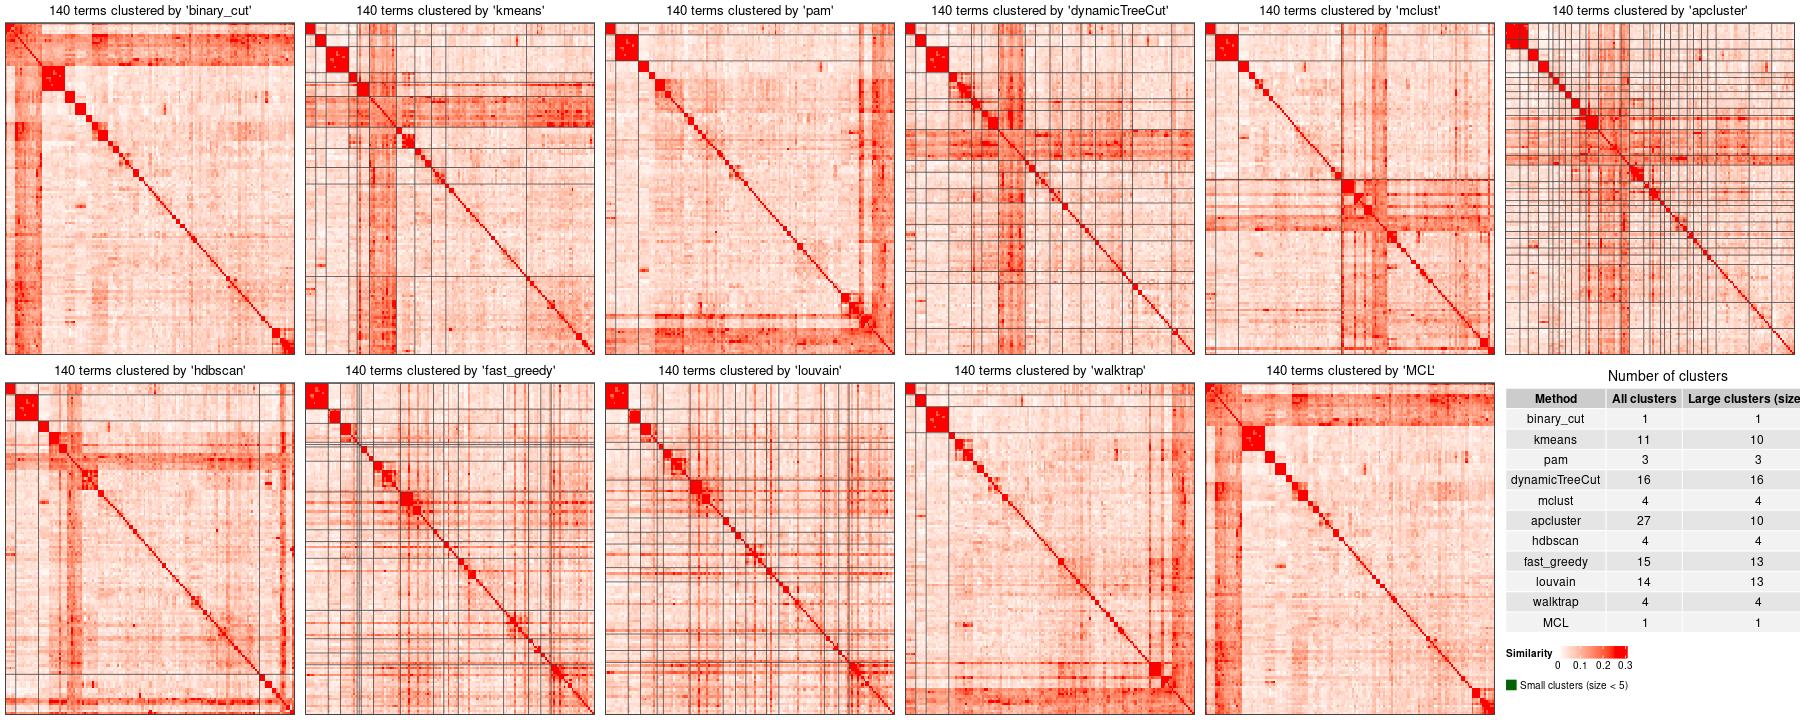 140 terms clustered by 'binary_cut'
140 terms clustered by 'kmeans'
140 terms clustered by 'pam'
140 terms clustered by 'dynamicTreeCut'
140 terms clustered by 'mclust'
140 terms clustered by 'apcluster'
140 terms clustered by 'hdbscan'
140 terms clustered by 'fast_greedy'
140 terms clustered by 'louvain'
140 terms clustered by 'walktrap'
140 terms clustered by 'MCL'
Number of clusters
Method All clusters Large clusters (size
binary_cut 1 1
kmeans 11 10
pam 3 3
dynamicTreeCut 16 16
mclust 4 4
apcluster 27 10
hdbscan 4 4
fast_greedy 15 13
louvain 14 13
walktrap 4 4
MCL 1 1
Similarity
0 0.1 0.2 0.3
Small clusters (size < 5)